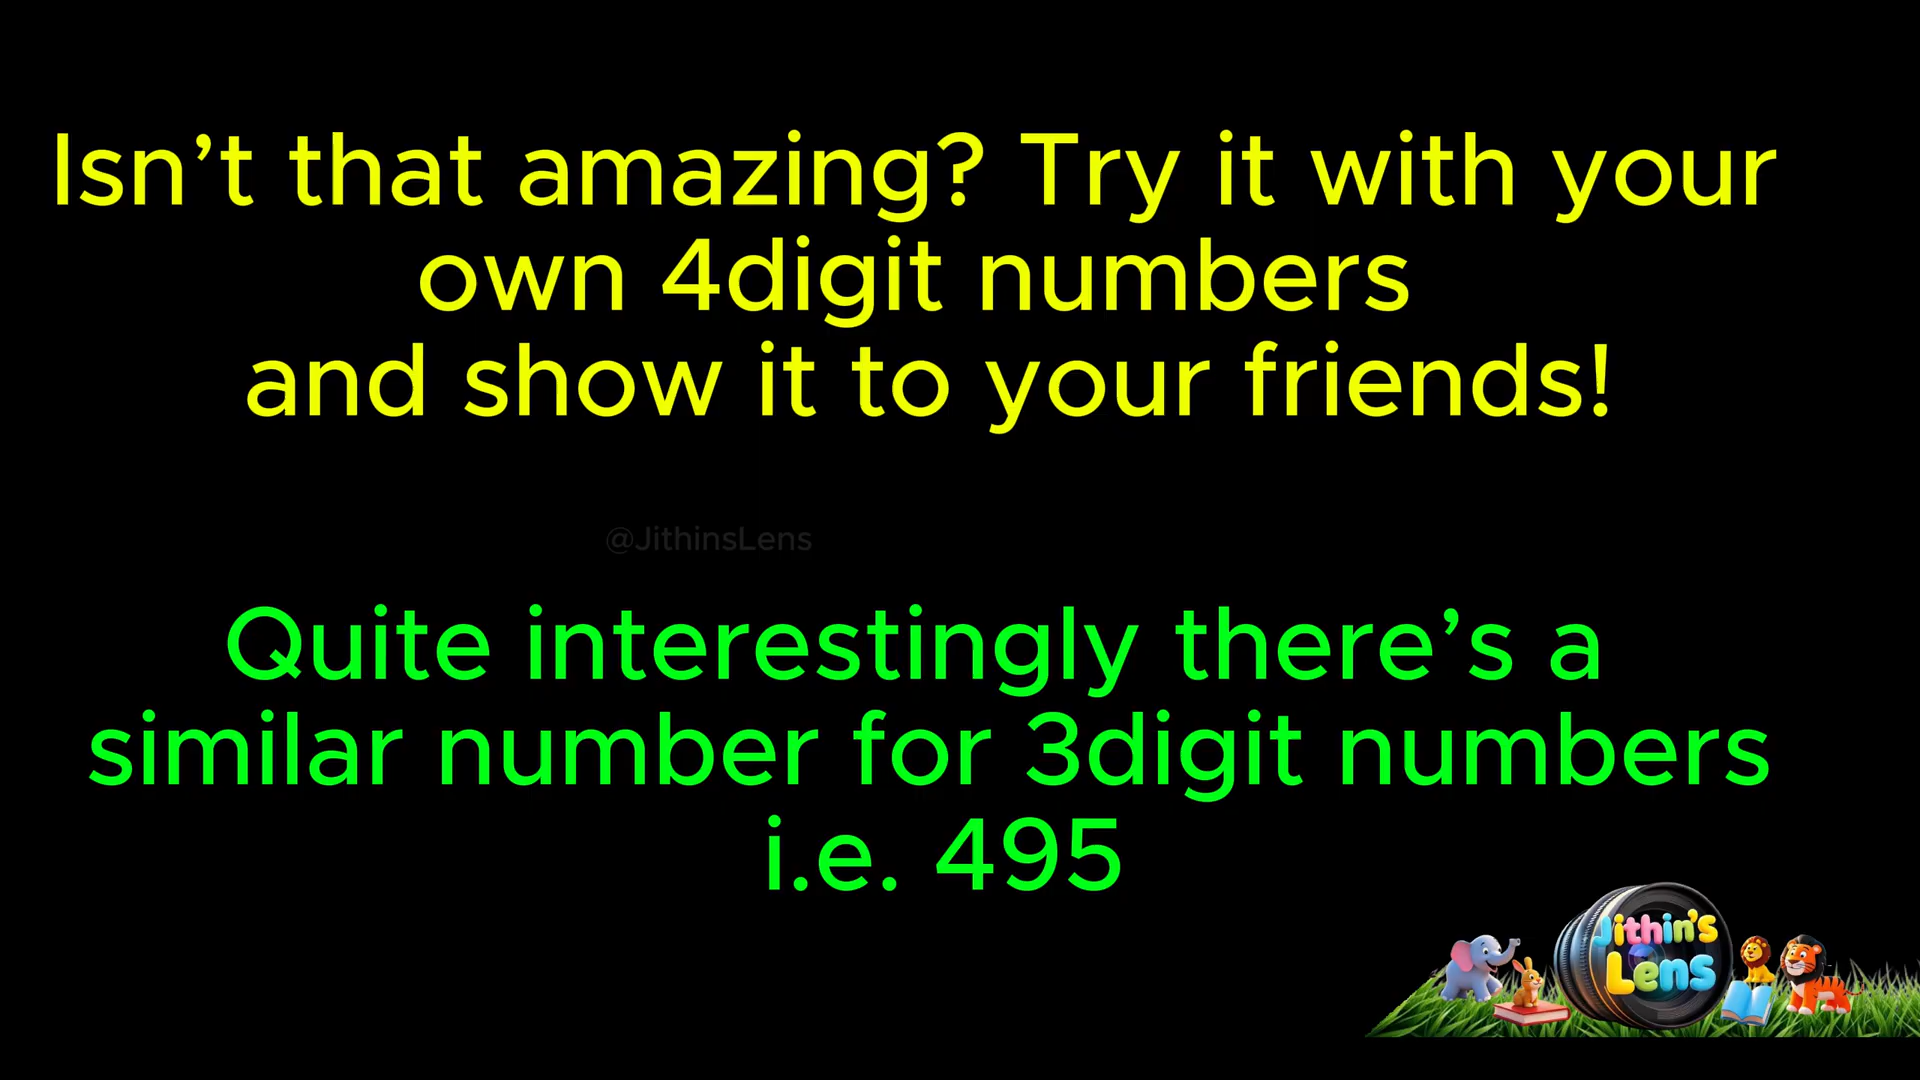 Isn’t that amazing? Try it with your
own 4digit numbers
and show it to your friends!
@JithinsLens
Quite interestingly there’s a
similar number for 3digit numbers
i.e. 495
Jithin's
Lens